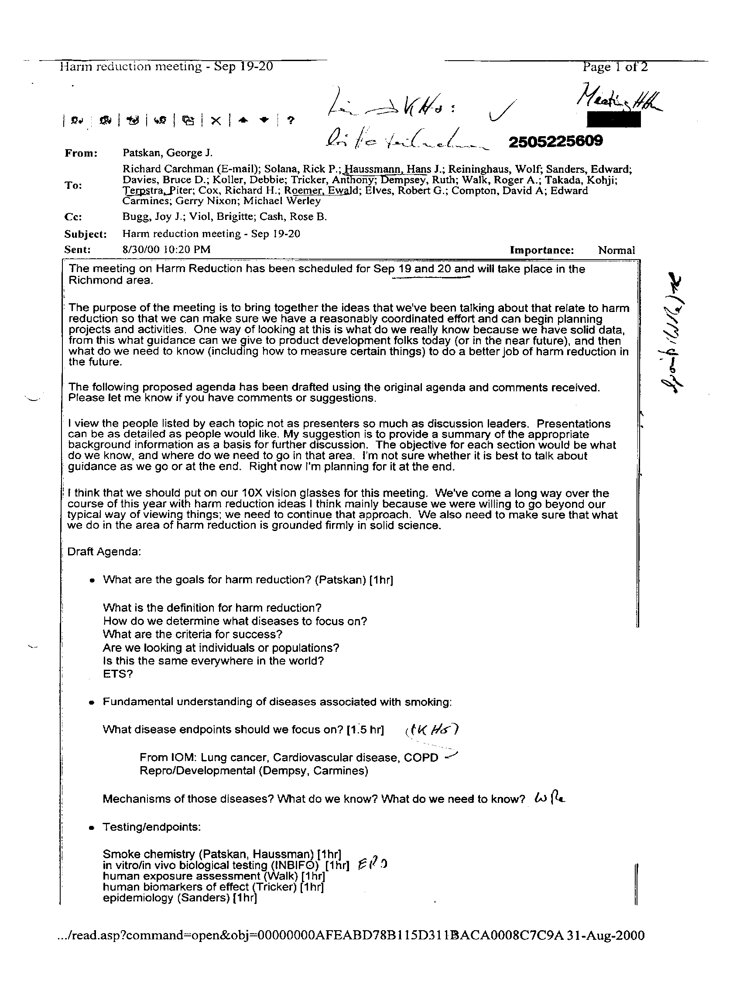 Harm reduction meeting - Sep 19-20 Page 1 of 2
Meeting HH
2505225609
From: Patskan, George J.
To: Richard Carchman (E-mail); Solana, Rick P.; Haussmann, Hans J.; Reininghaus, Wolf; Sanders, Edward;
Davies, Bruce D.; Koller, Debbie; Tricker, Anthony; Dempsey, Ruth; Walk, Roger A.; Takada, Kohji;
Terpstra, Piter; Cox, Richard H.; Roemer, Ewald; Elves, Robert G.; Compton, David A; Edward
Carmines; Gerry Nixon; Michael Werley
Cc: Bugg, Joy J.; Viol, Brigitte; Cash, Rose B.
Subject: Harm reduction meeting - Sep 19-20
Sent: 8/30/00 10:20 PM Importance: Normal
The meeting on Harm Reduction has been scheduled for Sep 19 and 20 and will take place in the
Richmond area.
The purpose of the meeting is to bring together the ideas that we've been talking about that relate to harm
reduction so that we can make sure we have a reasonably coordinated effort and can begin planning
projects and activities. One way of looking at this is what do we really know because we have solid data,
from this what guidance can we give to product development folks today (or in the near future), and then
what do we need to know (including how to measure certain things) to do a better job of harm reduction in
the future.
The following proposed agenda has been drafted using the original agenda and comments received.
Please let me know if you have comments or suggestions.
I view the people listed by each topic not as presenters so much as discussion leaders. Presentations
can be as detailed as people would like. My suggestion is to provide a summary of the appropriate
background information as a basis for further discussion. The objective for each section would be what
do we know, and where do we need to go in that area. I'm not sure whether it is best to talk about
guidance as we go or at the end. Right now I'm planning for it at the end.
I think that we should put on our 10X vision glasses for this meeting. We've come a long way over the
course of this year with harm reduction ideas I think mainly because we were willing to go beyond our
typical way of viewing things; we need to continue that approach. We also need to make sure that what
we do in the area of harm reduction is grounded firmly in solid science.
Draft Agenda:
• What are the goals for harm reduction? (Patskan) [1hr]
What is the definition for harm reduction?
How do we determine what diseases to focus on?
What are the criteria for success?
Are we looking at individuals or populations?
Is this the same everywhere in the world?
ETS?
• Fundamental understanding of diseases associated with smoking:
What disease endpoints should we focus on? [1.5 hr]
From IOM: Lung cancer, Cardiovascular disease, COPD
Repro/Developmental (Dempsy, Carmines)
Mechanisms of those diseases? What do we know? What do we need to know? WRe
• Testing/endpoints:
Smoke chemistry (Patskan, Haussman) [1hr]
in vitro/in vivo biological testing (INBIFO) [1hr]
human exposure assessment (Walk) [1hr]
human biomarkers of effect (Tricker) [1hr]
epidemiology (Sanders) [1hr]
.../read.asp?command=open&obj=00000000AFEABD78B115D311BACA0008C7C9A 31-Aug-2000